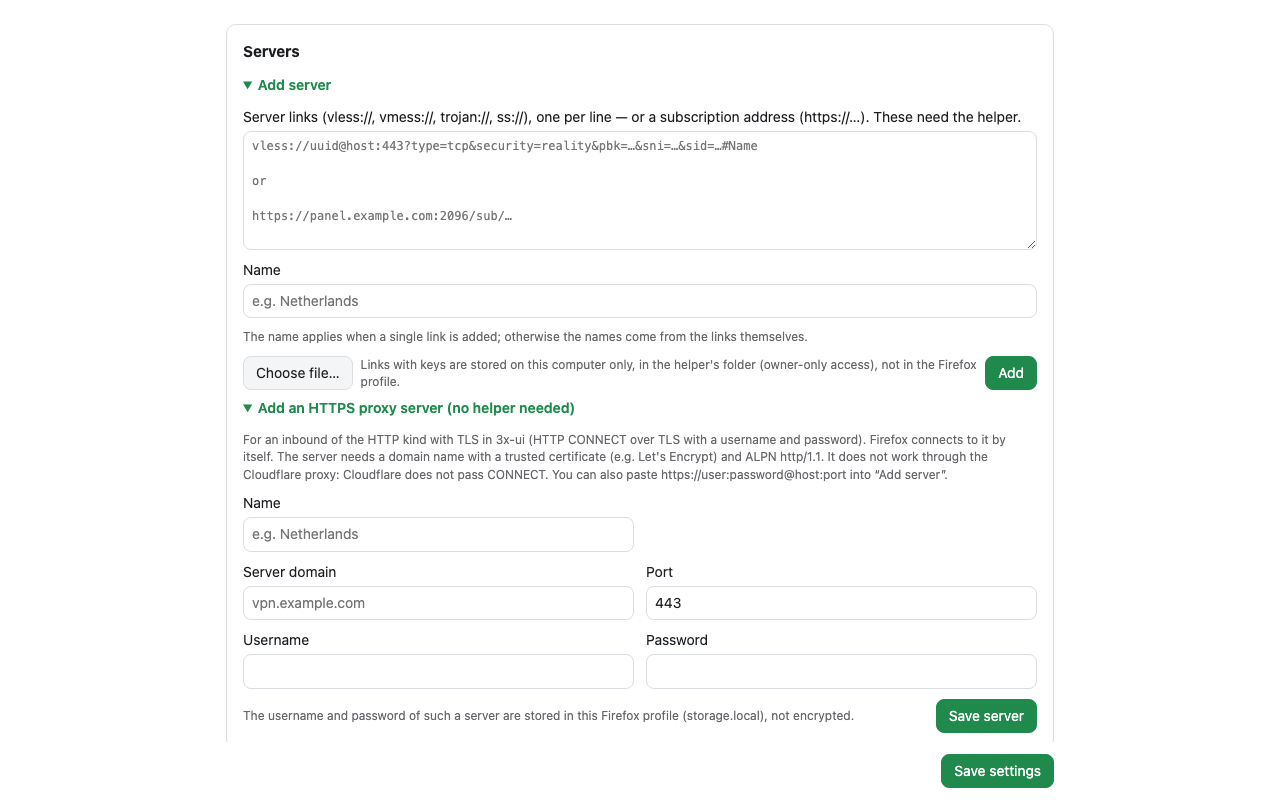 Servers
▼ Add server
Server links (vless://, vmess://, trojan://, ss://), one per line — or a subscription address (https://…). These need the helper.
vless://uuid@host:443?type=tcp&security=reality&pbk=…&sni=…&sid=…#Name
or
https://panel.example.com:2096/sub/…
Name
e.g. Netherlands
The name applies when a single link is added; otherwise the names come from the links themselves.
Choose file…
Links with keys are stored on this computer only, in the helper's folder (owner-only access), not in the Firefox
profile.
Add
▼ Add an HTTPS proxy server (no helper needed)
For an inbound of the HTTP kind with TLS in 3x-ui (HTTP CONNECT over TLS with a username and password). Firefox connects to it by
itself. The server needs a domain name with a trusted certificate (e.g. Let's Encrypt) and ALPN http/1.1. It does not work through the
Cloudflare proxy: Cloudflare does not pass CONNECT. You can also paste https://user:password@host:port into “Add server”.
Name
e.g. Netherlands
Server domain
Port
vpn.example.com
443
Username
Password
The username and password of such a server are stored in this Firefox profile (storage.local), not encrypted.
Save server
Save settings